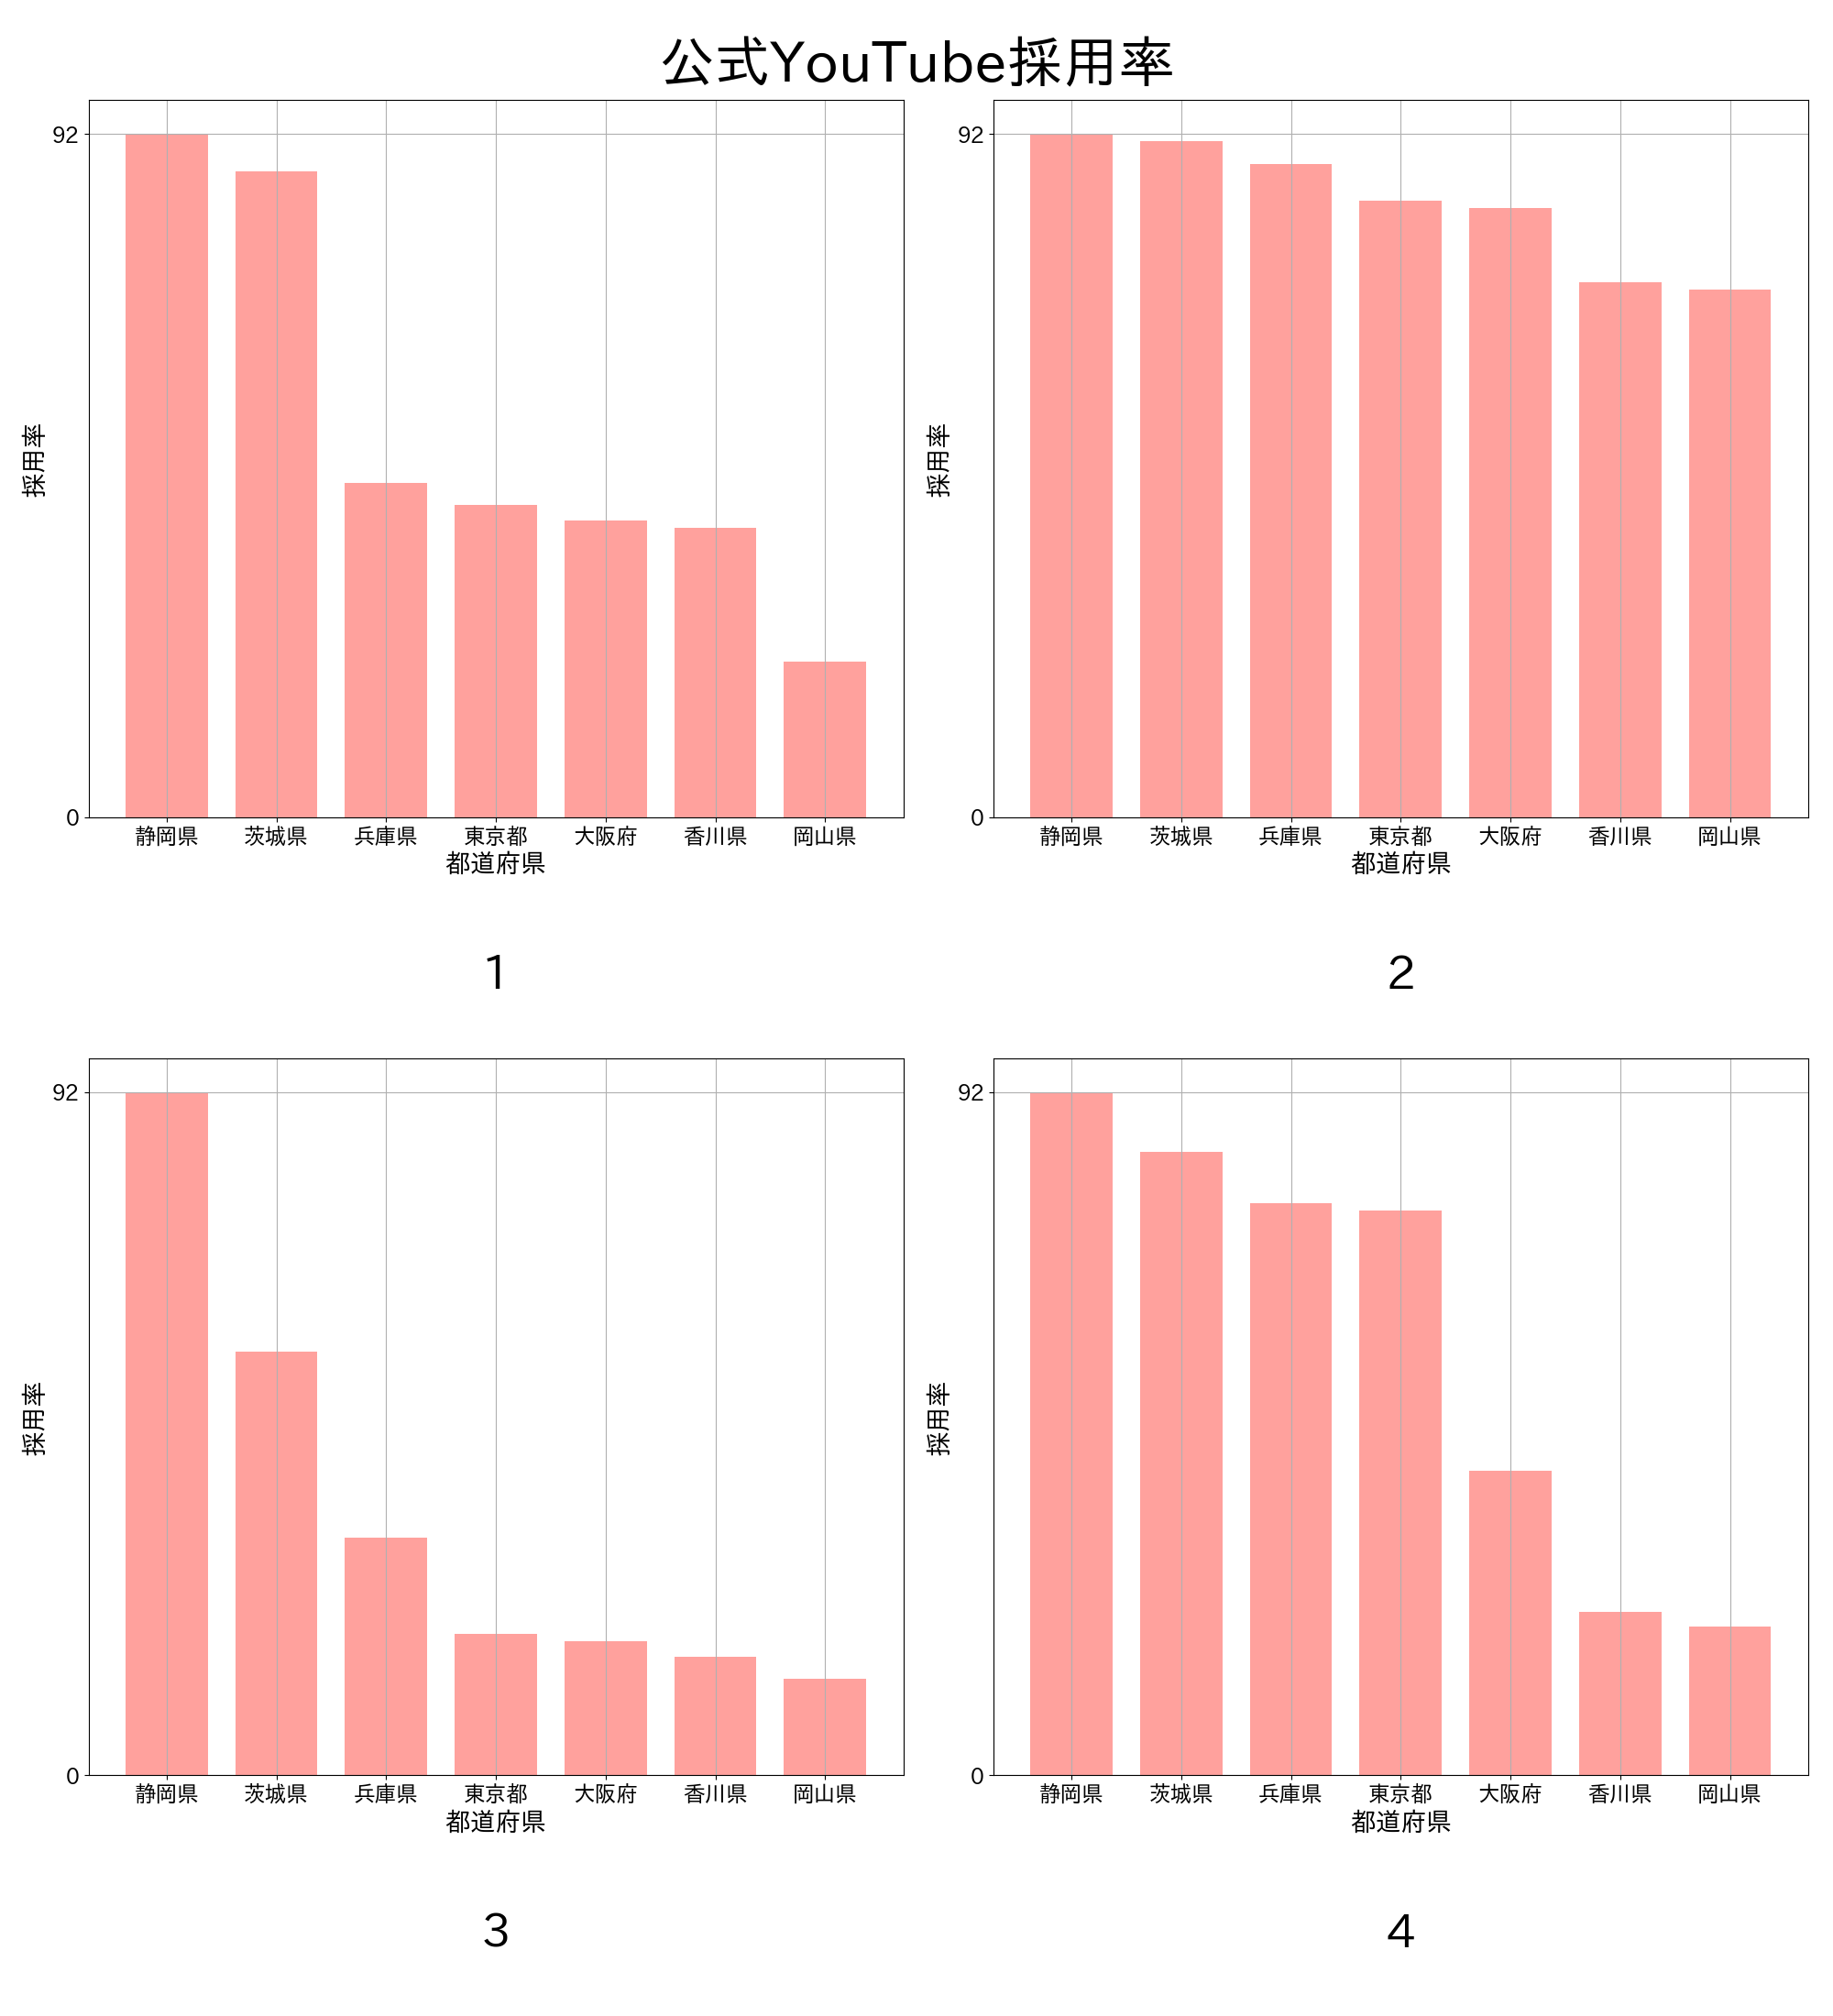 公式YouTube採用率
92
0
採用率
静岡県 茨城県 兵庫県 東京都 大阪府 香川県 岡山県
都道府県
1
92
0
採用率
静岡県 茨城県 兵庫県 東京都 大阪府 香川県 岡山県
都道府県
2
92
0
採用率
静岡県 茨城県 兵庫県 東京都 大阪府 香川県 岡山県
都道府県
3
92
0
採用率
静岡県 茨城県 兵庫県 東京都 大阪府 香川県 岡山県
都道府県
4